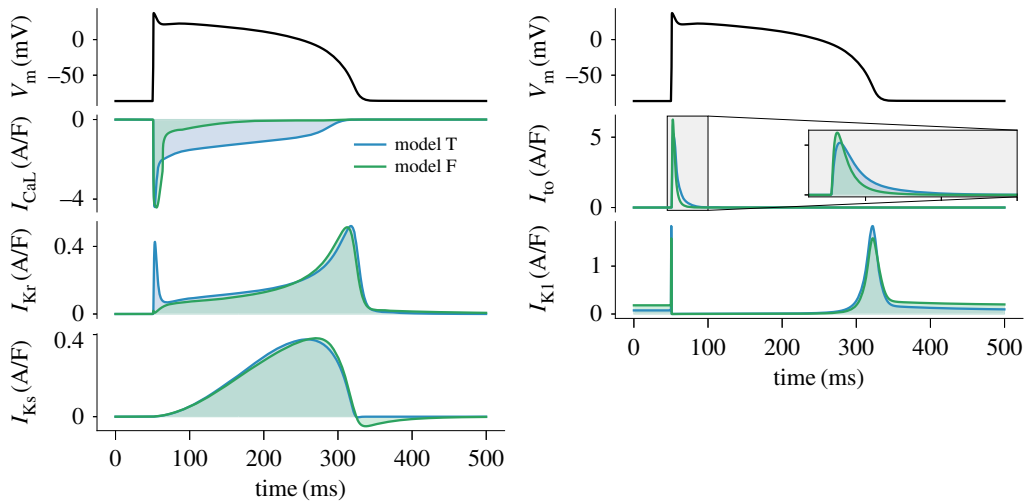 V_m (mV)
0
−50
I_CaL (A/F)
0
−4
model T
model F
I_Kr (A/F)
0.4
0
I_Ks (A/F)
0.4
0
0 100 200 300 400 500
time (ms)
V_m (mV)
0
−50
I_to (A/F)
5
0
I_K1 (A/F)
1
0
0 100 200 300 400 500
time (ms)